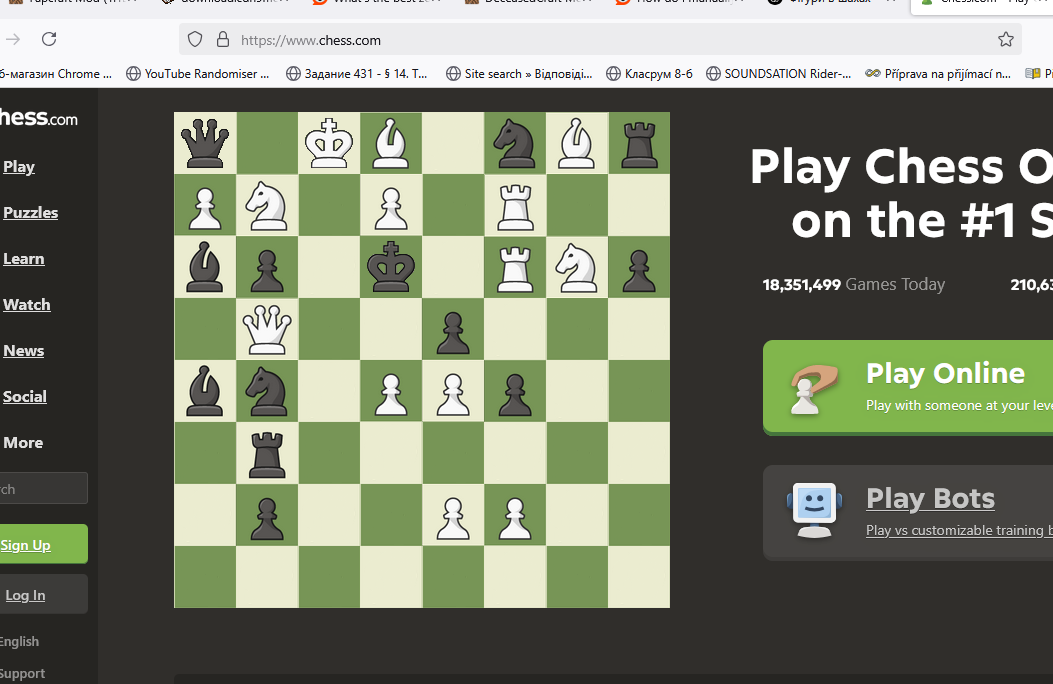 https://www.chess.com
YouTube Randomiser ...
Задание 431 - § 14. Т...
Site search » Відповіді...
Класрум 8-б
SOUNDSATION Rider-...
Příprava na přijímací n...
б-магазин Chrome ...
hess.com
Play
Puzzles
Learn
Watch
News
Social
More
rch
Sign Up
Log In
English
Support
Play Chess O
on the #1 S
18,351,499 Games Today
210,63
Play Online
Play with someone at your leve
Play Bots
Play vs customizable training b